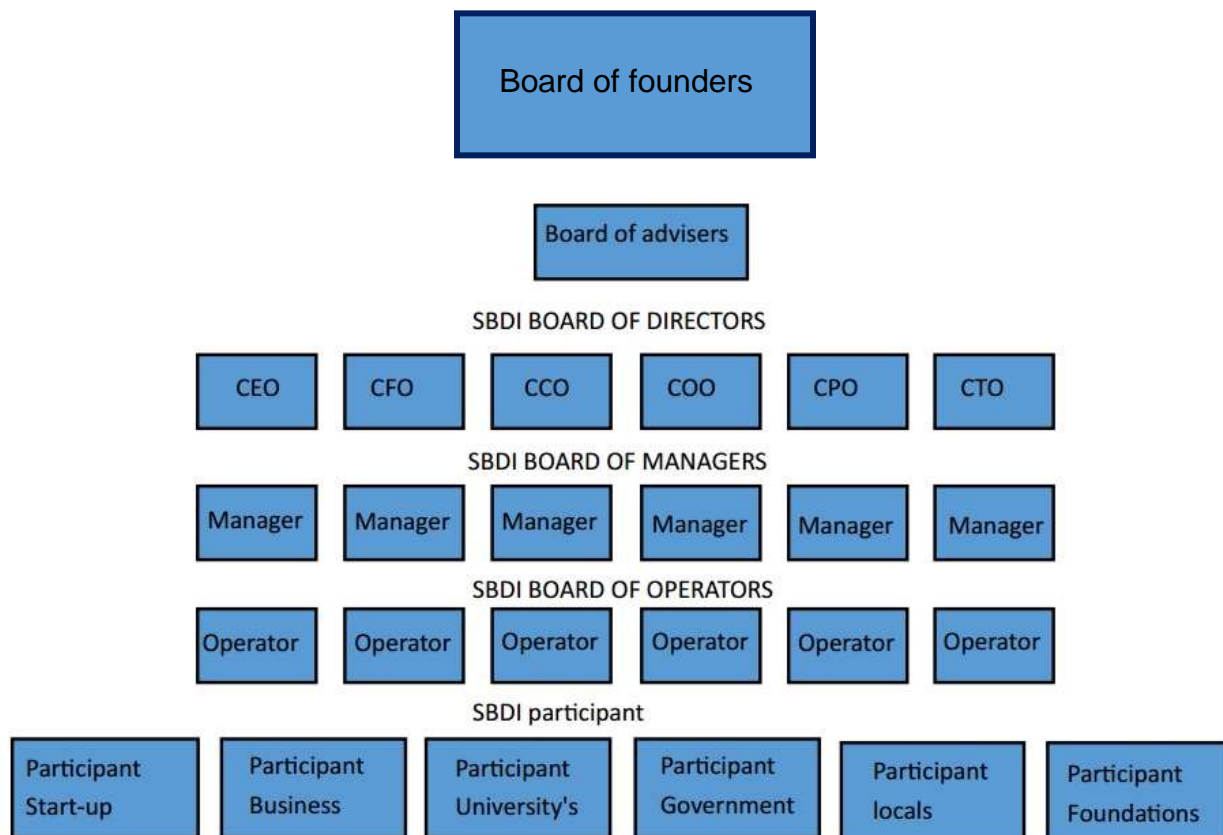 Board of founders
Board of advisers
SBDI BOARD OF DIRECTORS
CEO
CFO
CCO
COO
CPO
CTO
SBDI BOARD OF MANAGERS
Manager
Manager
Manager
Manager
Manager
Manager
SBDI BOARD OF OPERATORS
Operator
Operator
Operator
Operator
Operator
Operator
SBDI participant
Participant
Start-up
Participant
Business
Participant
University's
Participant
Government
Participant
locals
Participant
Foundations